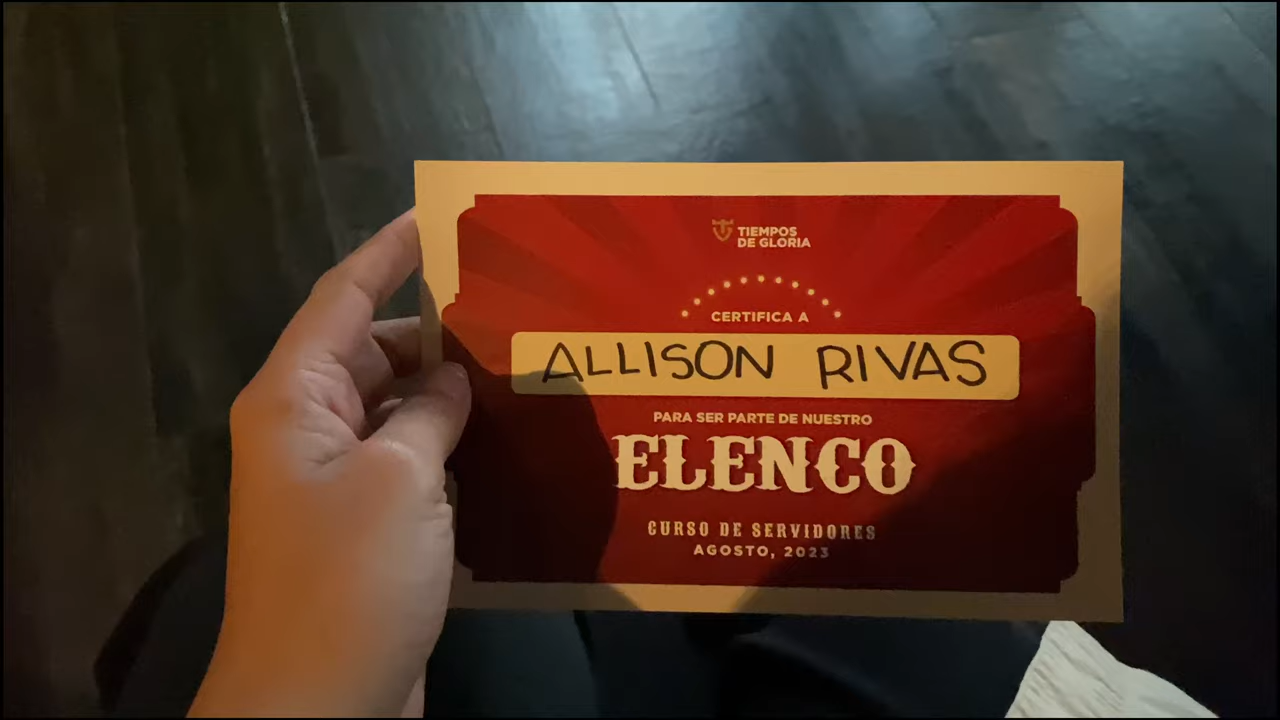 TIEMPOS
DE GLORIA
CERTIFICA A
ALLISON RIVAS
PARA SER PARTE DE NUESTRO
ELENCO
CURSO DE SERVIDORES
AGOSTO, 2023